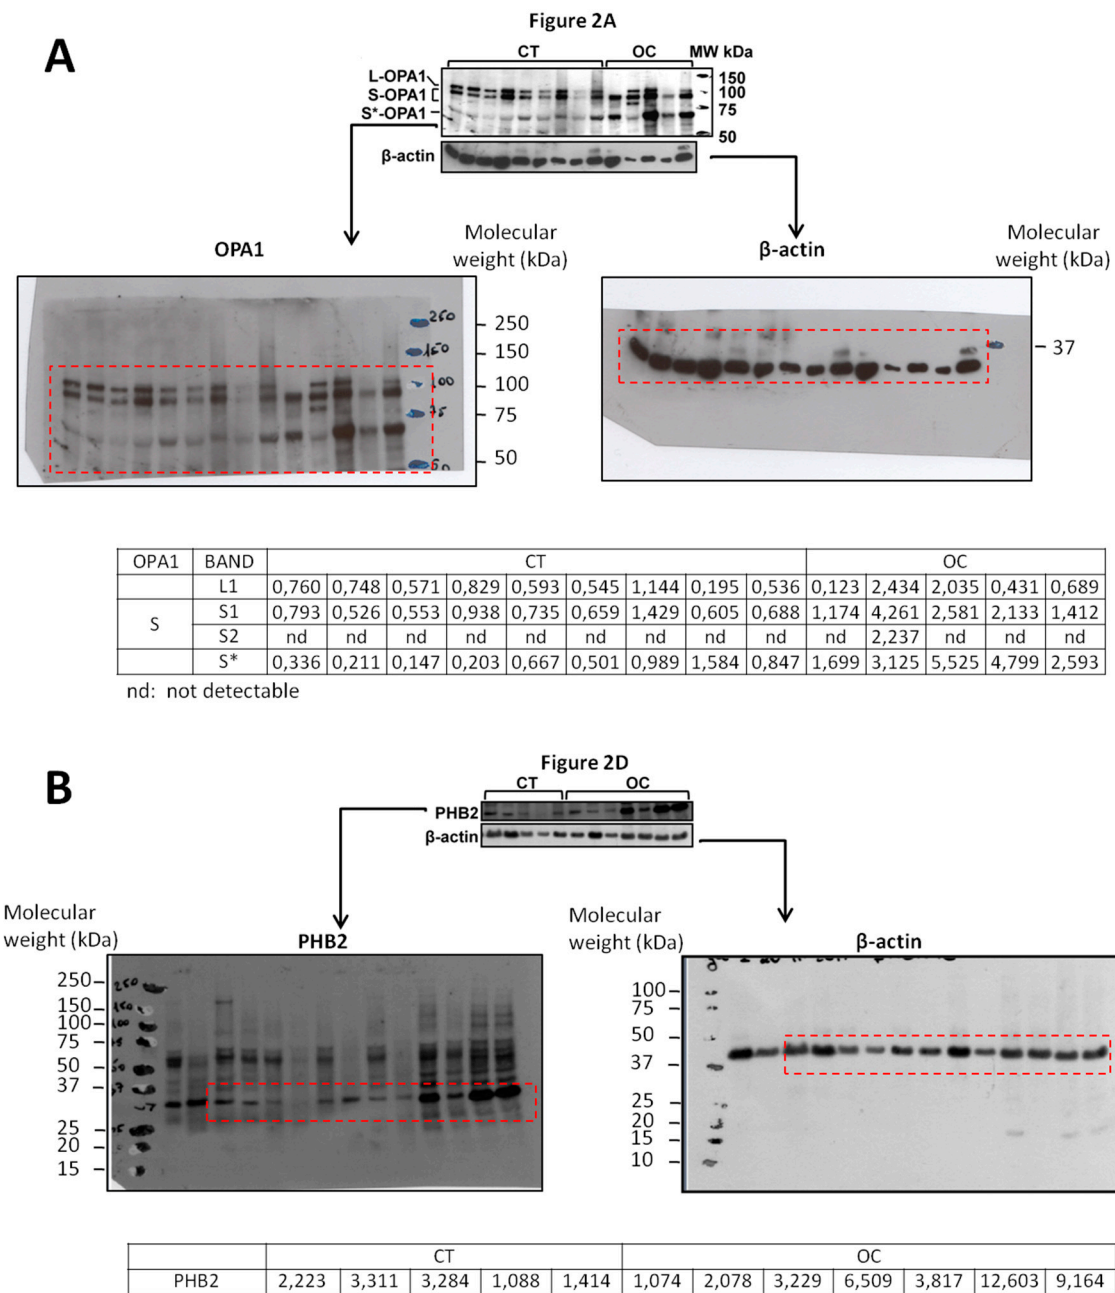 Figure 2A
A
CT OC MW kDa
L-OPA1
S-OPA1
S*-OPA1
150
100
75
50
β-actin
OPA1
Molecular
weight (kDa)
250
150
100
75
50
250
150
100
75
β-actin
Molecular
weight (kDa)
37
OPA1 BAND CT OC
L1 0,760 0,748 0,571 0,829 0,593 0,545 1,144 0,195 0,536 0,123 2,434 2,035 0,431 0,689
S S1 0,793 0,526 0,553 0,938 0,735 0,659 1,429 0,605 0,688 1,174 4,261 2,581 2,133 1,412
S2 nd nd nd nd nd nd nd nd nd nd 2,237 nd nd nd
S* 0,336 0,211 0,147 0,203 0,667 0,501 0,989 1,584 0,847 1,699 3,125 5,525 4,799 2,593
nd: not detectable
Figure 2D
B
CT OC
PHB2
β-actin
Molecular
weight (kDa)
PHB2
250
150
100
75
50
37
25
20
15
250
150
100
Molecular
weight (kDa)
β-actin
100
75
50
37
25
20
15
10
CT OC
PHB2 2,223 3,311 3,284 1,088 1,414 1,074 2,078 3,229 6,509 3,817 12,603 9,164